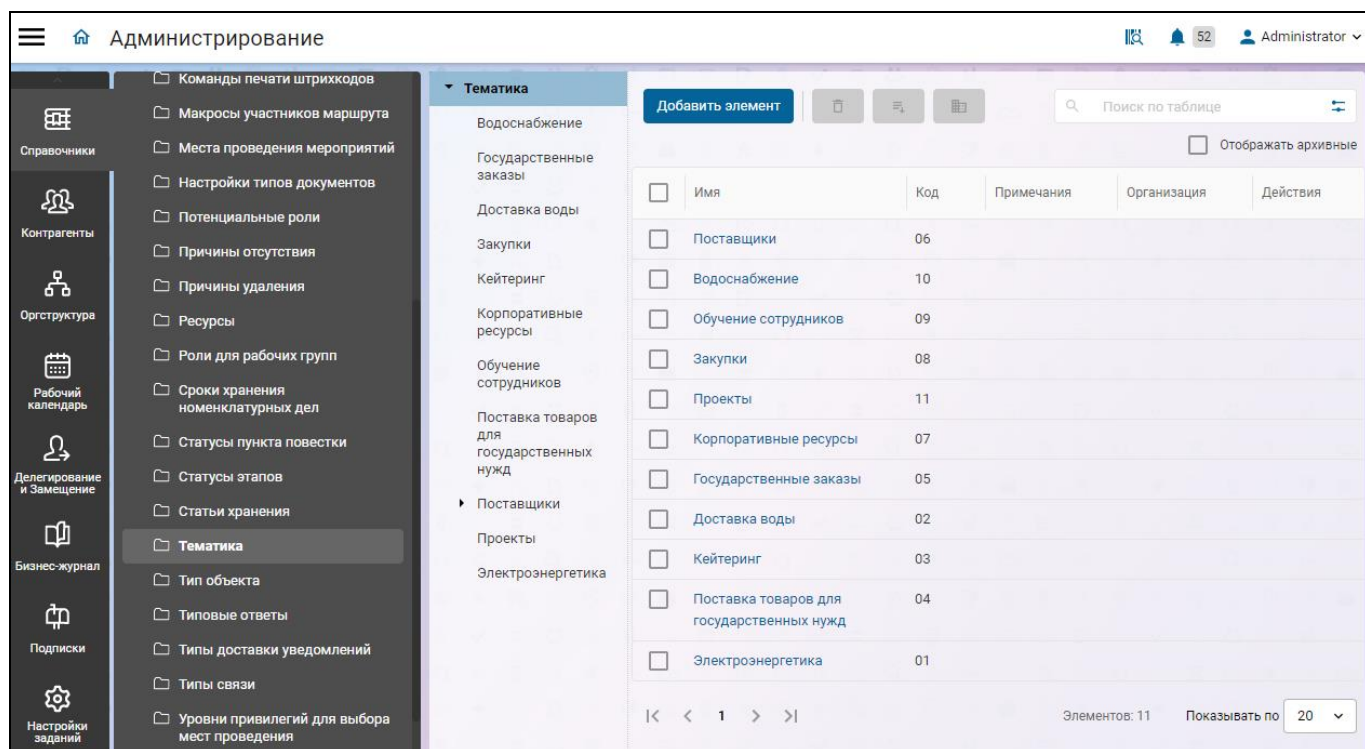 Администрирование
52
Administrator
Справочники
Контрагенты
Оргструктура
Рабочий
календарь
Делегирование
и Замещение
Бизнес-журнал
Подписки
Настройки
заданий
Команды печати штрихкодов
Макросы участников маршрута
Места проведения мероприятий
Настройки типов документов
Потенциальные роли
Причины отсутствия
Причины удаления
Ресурсы
Роли для рабочих групп
Сроки хранения
номенклатурных дел
Статусы пункта повестки
Статусы этапов
Статьи хранения
Тематика
Тип объекта
Типовые ответы
Типы доставки уведомлений
Типы связи
Уровни привилегий для выбора
мест проведения
Тематика
Водоснабжение
Государственные
заказы
Доставка воды
Закупки
Кейтеринг
Корпоративные
ресурсы
Обучение
сотрудников
Поставка товаров
для
государственных
нужд
Поставщики
Проекты
Электроэнергетика
Добавить элемент
Поиск по таблице
Отображать архивные
Имя Код Примечания Организация Действия
Поставщики 06
Водоснабжение 10
Обучение сотрудников 09
Закупки 08
Проекты 11
Корпоративные ресурсы 07
Государственные заказы 05
Доставка воды 02
Кейтеринг 03
Поставка товаров для 04
государственных нужд
Электроэнергетика 01
1 Элементов: 11 Показывать по 20